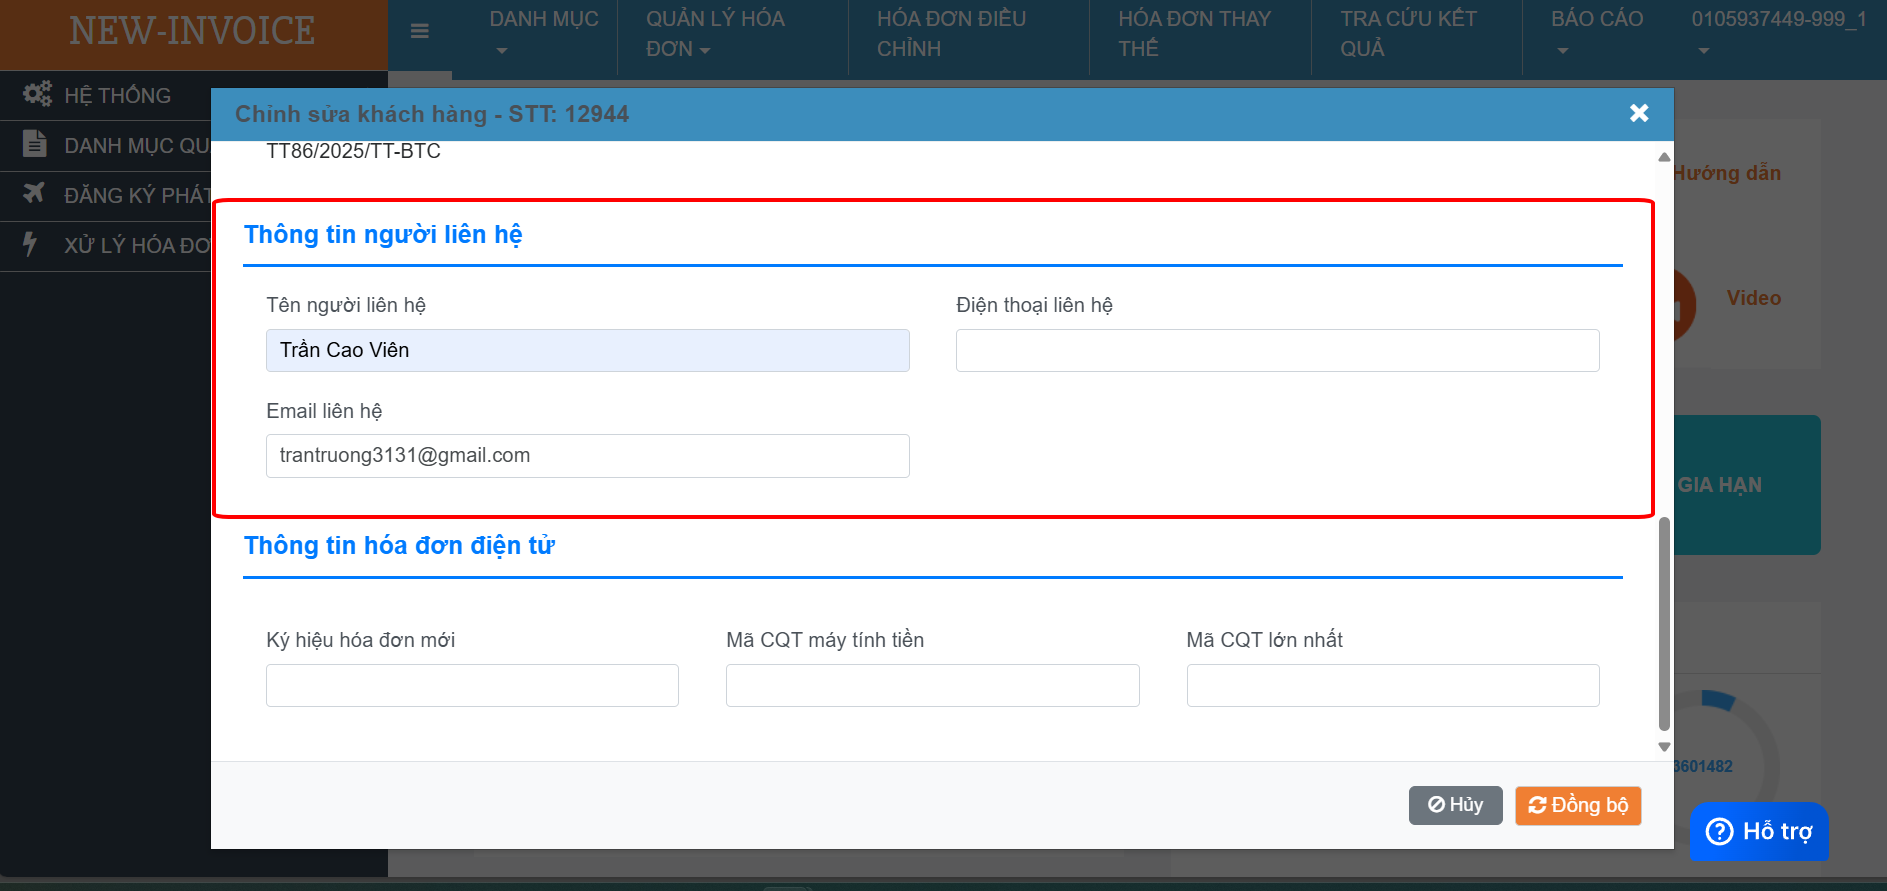 NEW-INVOICE
DANH MỤC
QUẢN LÝ HÓA
ĐƠN
HÓA ĐƠN ĐIỀU
CHỈNH
HÓA ĐƠN THAY
THẾ
TRA CỨU KẾT
QUẢ
BÁO CÁO
0105937449-999_1
HỆ THỐNG
DANH MỤC QU
ĐĂNG KÝ PHÁT
XỬ LÝ HÓA ĐƠ
Chỉnh sửa khách hàng - STT: 12944
TT86/2025/TT-BTC
Hướng dẫn
Thông tin người liên hệ
Tên người liên hệ
Điện thoại liên hệ
Video
Trần Cao Viên
Email liên hệ
trantruong3131@gmail.com
GIA HẠN
Thông tin hóa đơn điện tử
Ký hiệu hóa đơn mới
Mã CQT máy tính tiền
Mã CQT lớn nhất
3601482
Hủy
Đồng bộ
Hỗ trợ